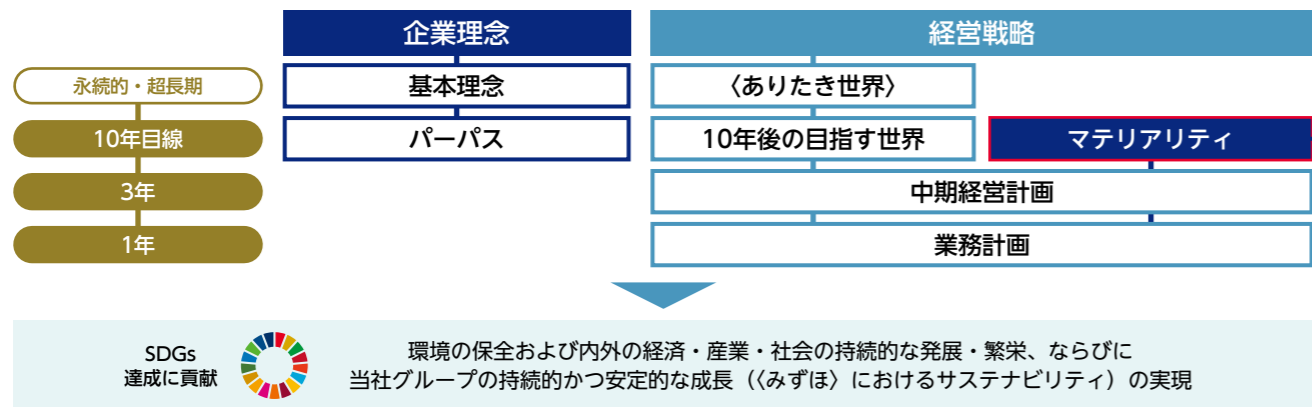 企業理念
経営戦略
永続的・超長期
基本理念
〈ありたき世界〉
10年目線
パーパス
10年後の目指す世界
マテリアリティ
3年
中期経営計画
1年
業務計画
SDGs
達成に貢献
環境の保全および内外の経済・産業・社会の持続的な発展・繁栄、ならびに
当社グループの持続的かつ安定的な成長（〈みずほ〉におけるサステナビリティ）の実現